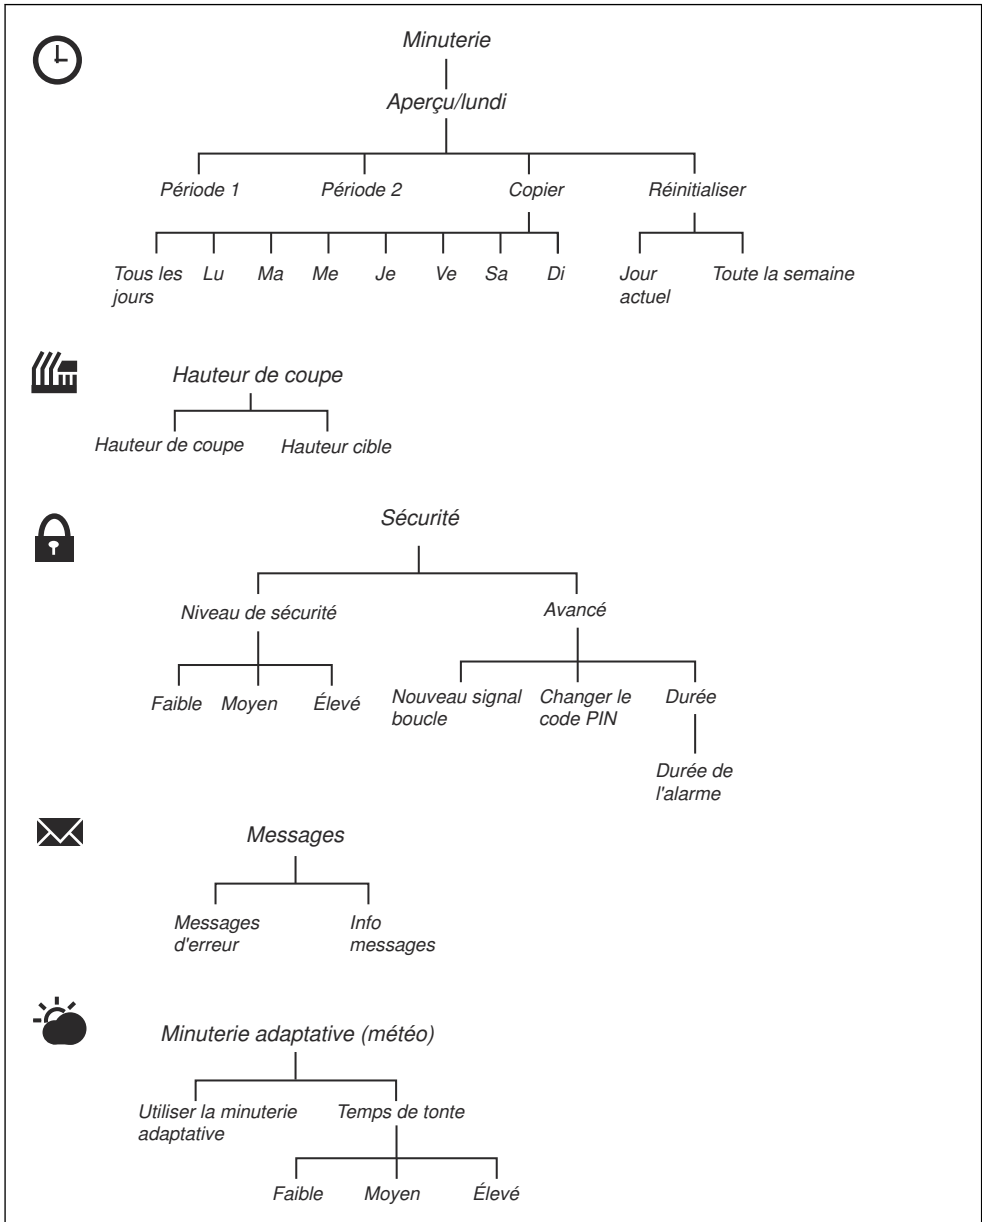 Minuterie
Aperçu/lundi
Période 1
Période 2
Copier
Réinitialiser
Tous les
jours
Lu
Ma
Me
Je
Ve
Sa
Di
Jour
actuel
Toute la semaine
Hauteur de coupe
Hauteur de coupe
Hauteur cible
Sécurité
Niveau de sécurité
Avancé
Faible
Moyen
Élevé
Nouveau signal
boucle
Changer le
code PIN
Durée
Durée de
l'alarme
Messages
Messages
d'erreur
Info
messages
Minuterie adaptative (météo)
Utiliser la minuterie
adaptative
Temps de tonte
Faible
Moyen
Élevé